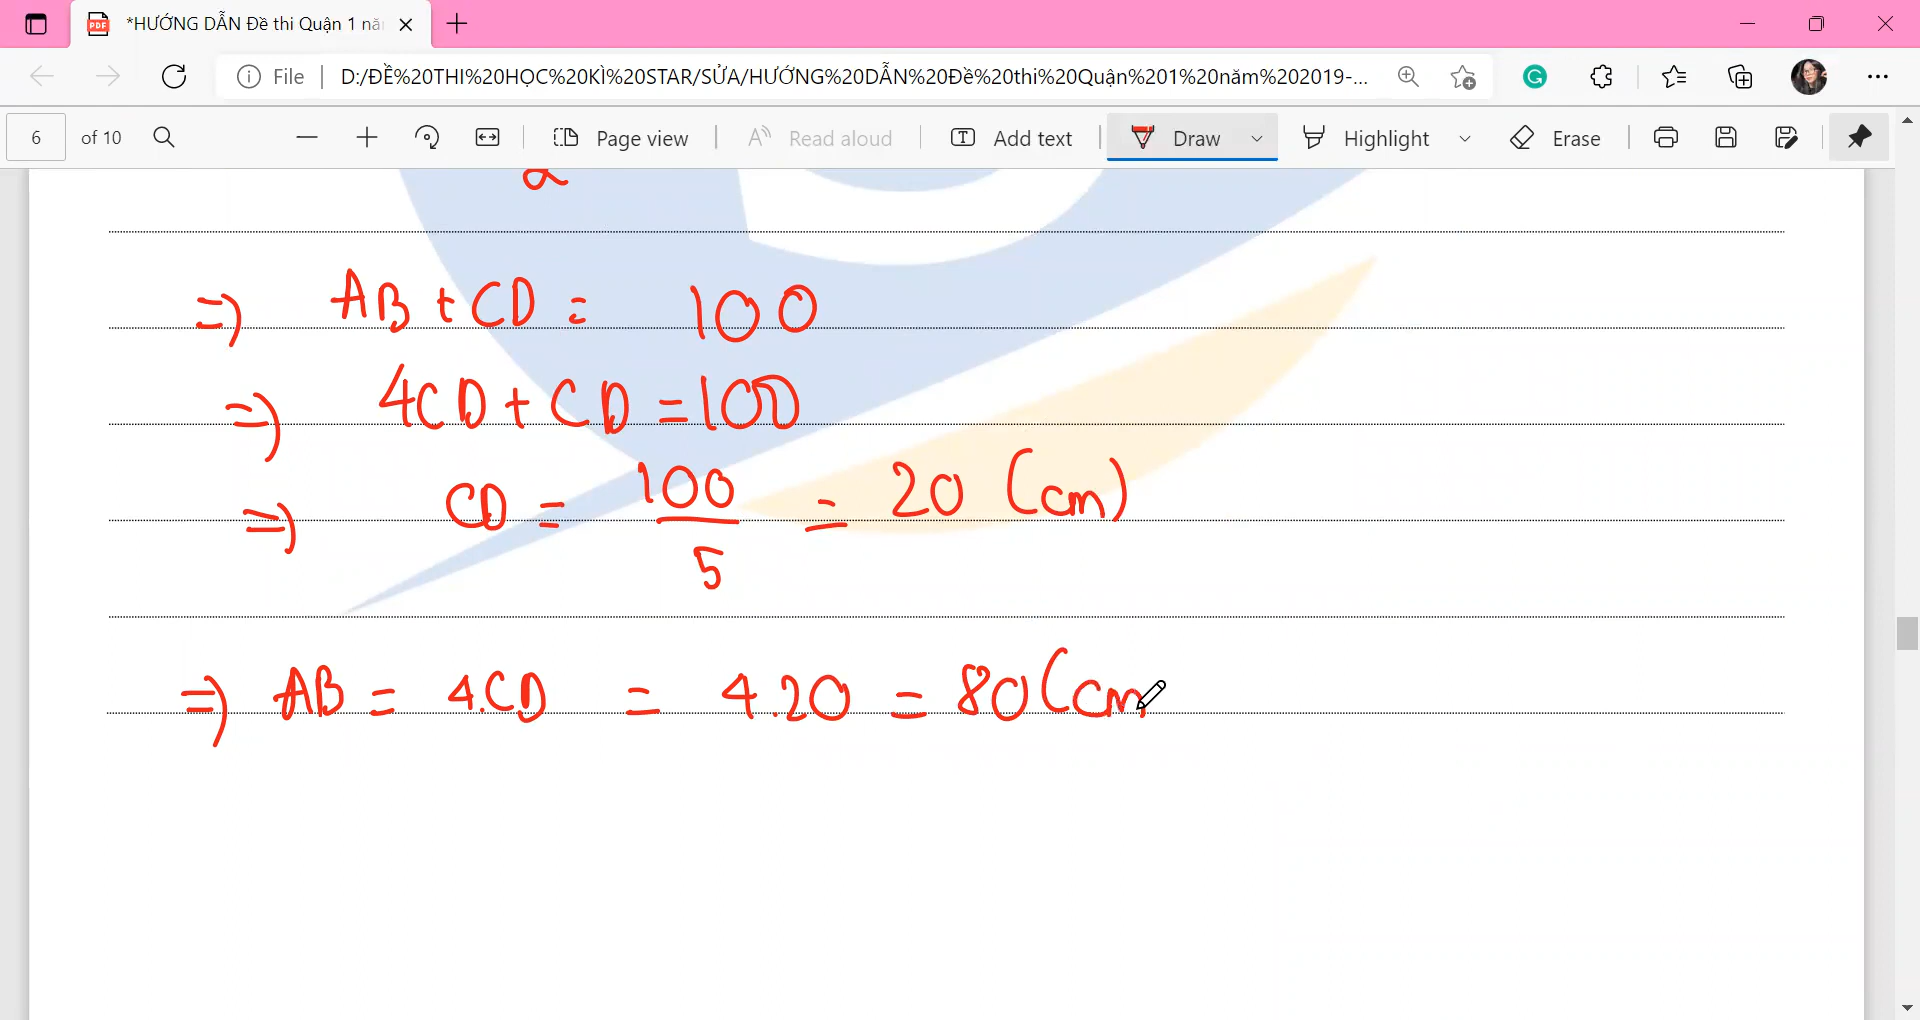 *HƯỚNG DẪN Đề thi Quận 1 nă
File D:/ĐỀ%20THI%20HỌC%20KÌ%20STAR/SỬA/HƯỚNG%20DẪN%20Đề%20thi%20Quận%201%20năm%202019-...
6 of 10 Page view Read aloud Add text Draw Highlight Erase
2
=> AB + CD = 100
=> 4CD + CD = 100
=> CD = 100/5 = 20 (cm)
=> AB = 4.CD = 4.20 = 80 (cm